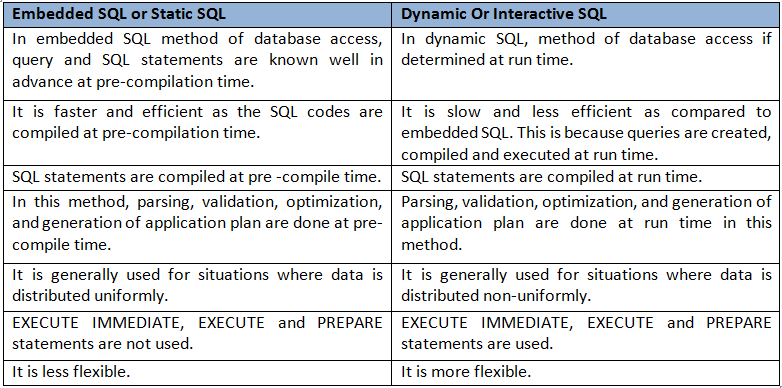 Embedded SQL or Static SQL
Dynamic Or Interactive SQL
In embedded SQL method of database access,
query and SQL statements are known well in
advance at pre-compilation time.
In dynamic SQL, method of database access if
determined at run time.
It is faster and efficient as the SQL codes are
compiled at pre-compilation time.
It is slow and less efficient as compared to
embedded SQL. This is because queries are created,
compiled and executed at run time.
SQL statements are compiled at pre -compile time.
SQL statements are compiled at run time.
In this method, parsing, validation, optimization,
and generation of application plan are done at pre-
compile time.
Parsing, validation, optimization, and generation of
application plan are done at run time in this
method.
It is generally used for situations where data is
distributed uniformly.
It is generally used for situations where data is
distributed non-uniformly.
EXECUTE IMMEDIATE, EXECUTE and PREPARE
statements are not used.
EXECUTE IMMEDIATE, EXECUTE and PREPARE
statements are used.
It is less flexible.
It is more flexible.